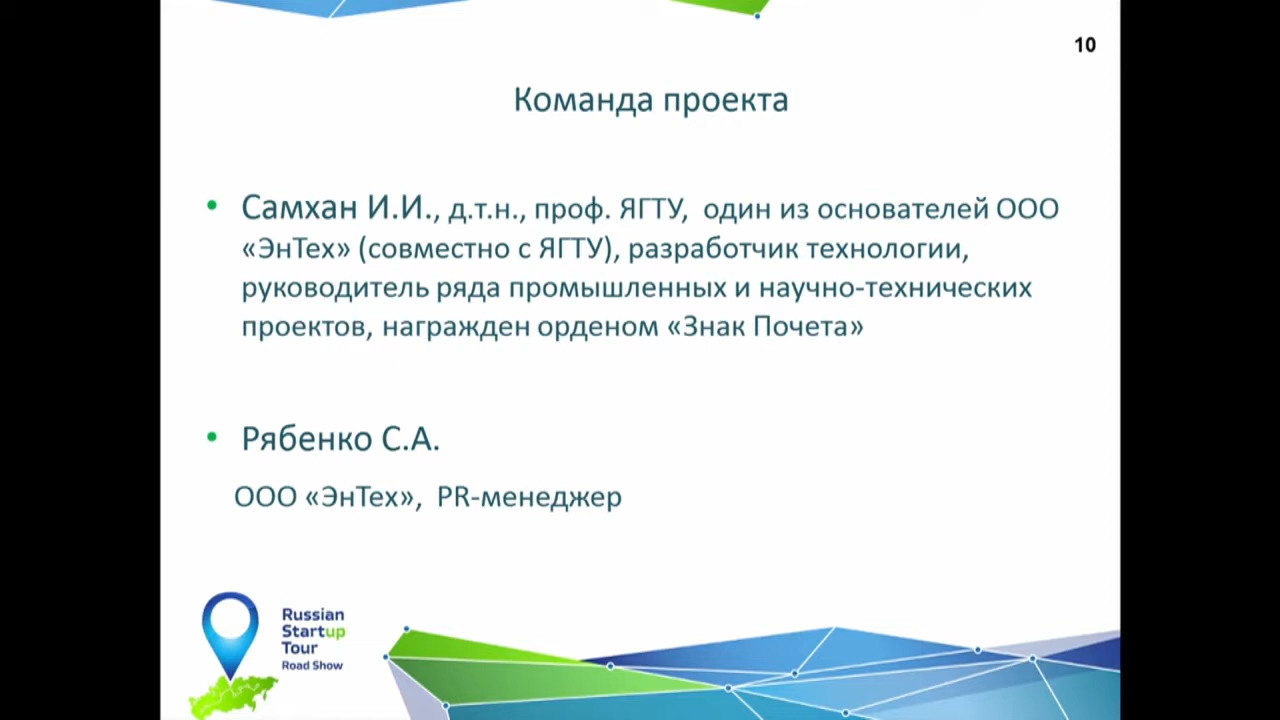 10
Команда проекта
• Самхан И.И., д.т.н., проф. ЯГТУ, один из основателей ООО
«ЭнТех» (совместно с ЯГТУ), разработчик технологии,
руководитель ряда промышленных и научно-технических
проектов, награжден орденом «Знак Почета»
• Рябенко С.А.
ООО «ЭнТех», PR-менеджер
Russian
Startup
Tour
Road Show